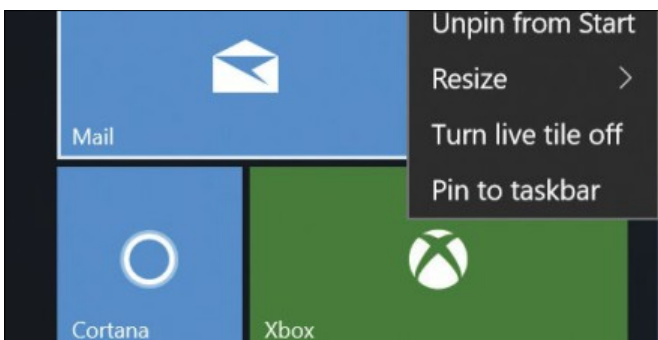 Unpin from Start
Resize
Turn live tile off
Pin to taskbar
Mail
Cortana
Xbox